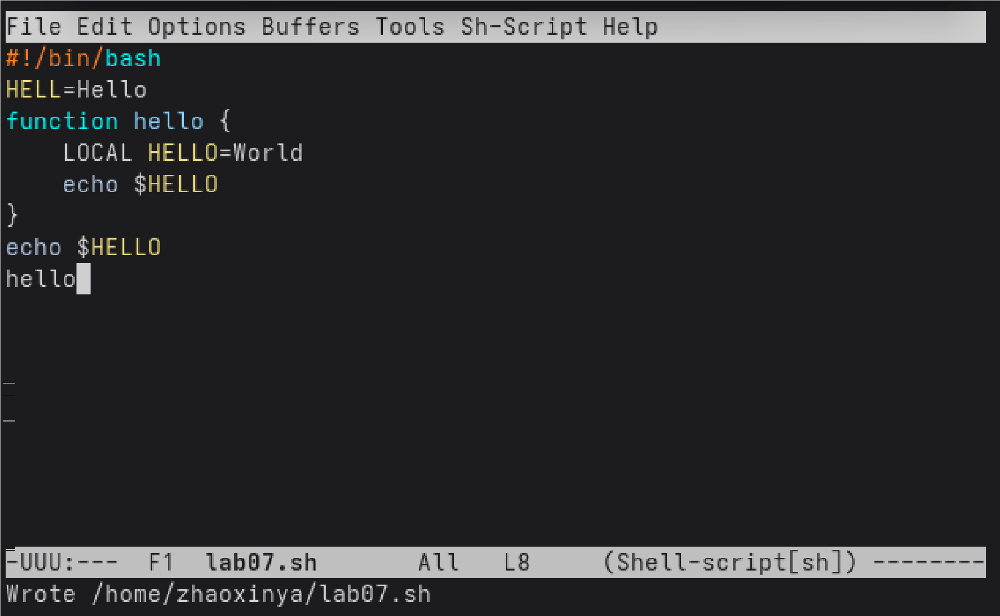 File Edit Options Buffers Tools Sh-Script Help
#!/bin/bash
HELL=Hello
function hello {
    LOCAL HELLO=World
    echo $HELLO
}
echo $HELLO
hello
-UUU:---  F1  lab07.sh       All   L8     (Shell-script[sh]) --------
Wrote /home/zhaoxinya/lab07.sh